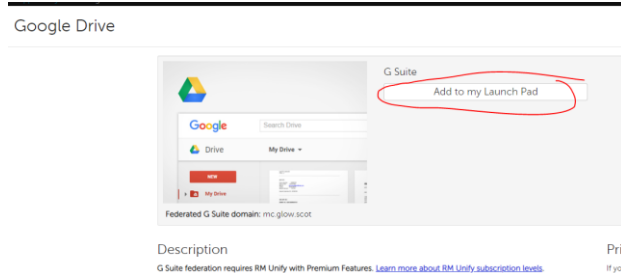 Google Drive
G Suite
Add to my Launch Pad
Google
Search Drive
Drive
My Drive
NEW
My Drive
Federated G Suite domain: mc.glow.scot
Description
Pri
G Suite federation requires RM Unify with Premium Features. Learn more about RM Unify subscription levels.
If yo